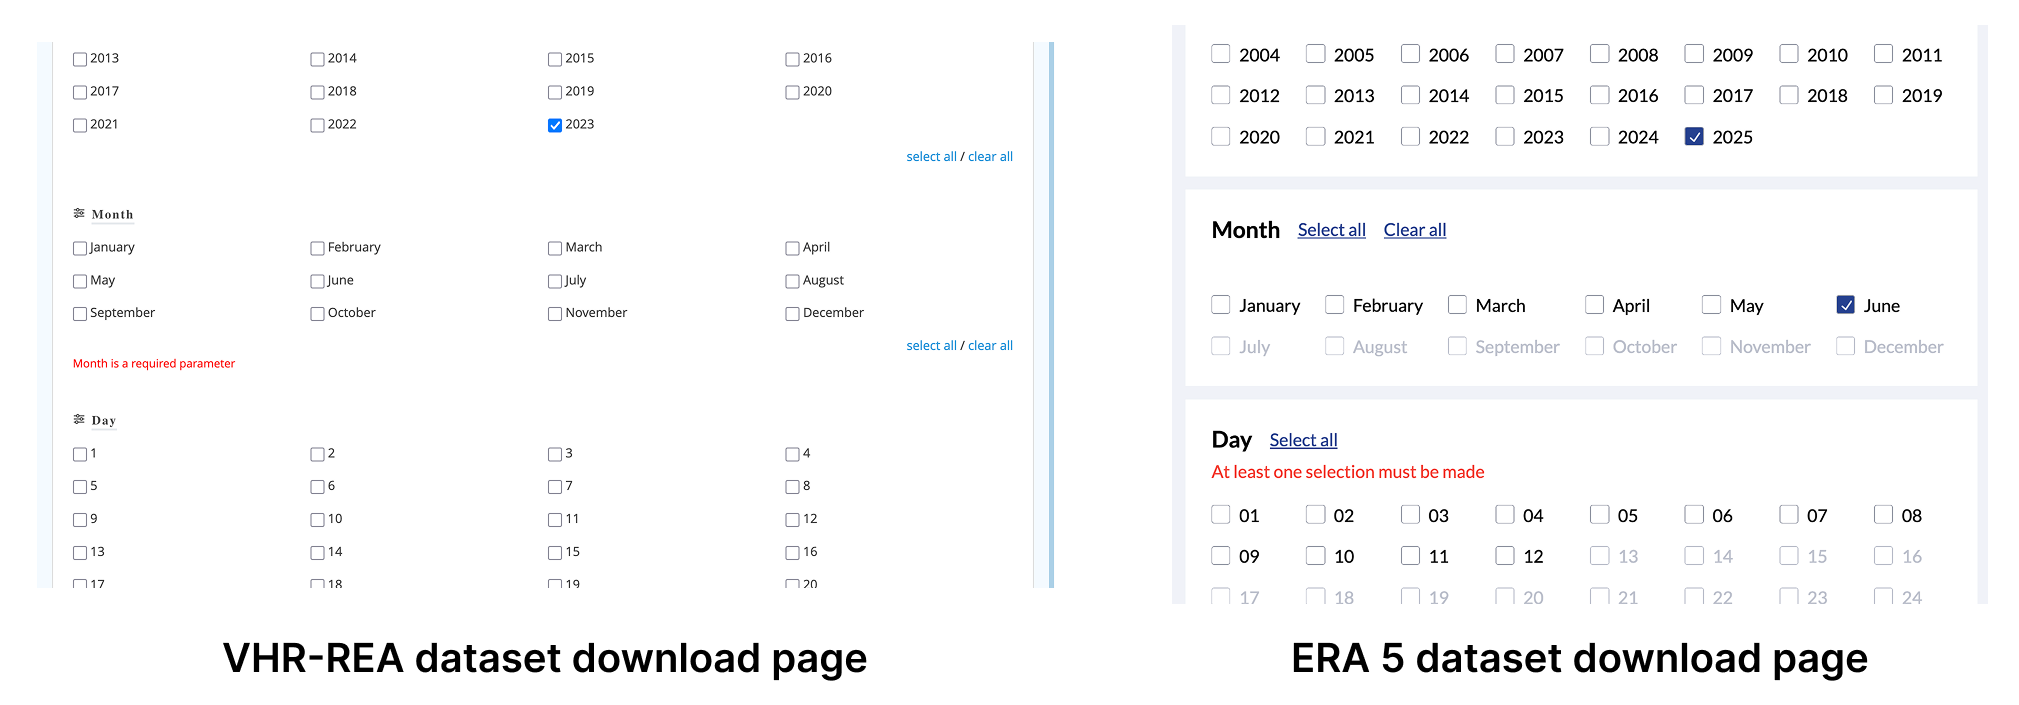 2013 2014 2015 2016
2017 2018 2019 2020
2021 2022 2023
select all / clear all
Month
January February March April
May June July August
September October November December
select all / clear all
Month is a required parameter
Day
1 2 3 4
5 6 7 8
9 10 11 12
13 14 15 16
17 18 19 20
VHR-REA dataset download page
2004 2005 2006 2007 2008 2009 2010 2011
2012 2013 2014 2015 2016 2017 2018 2019
2020 2021 2022 2023 2024 2025
Month Select all Clear all
January February March April May June
July August September October November December
Day Select all
At least one selection must be made
01 02 03 04 05 06 07 08
09 10 11 12 13 14 15 16
17 18 19 20 21 22 23 24
ERA 5 dataset download page